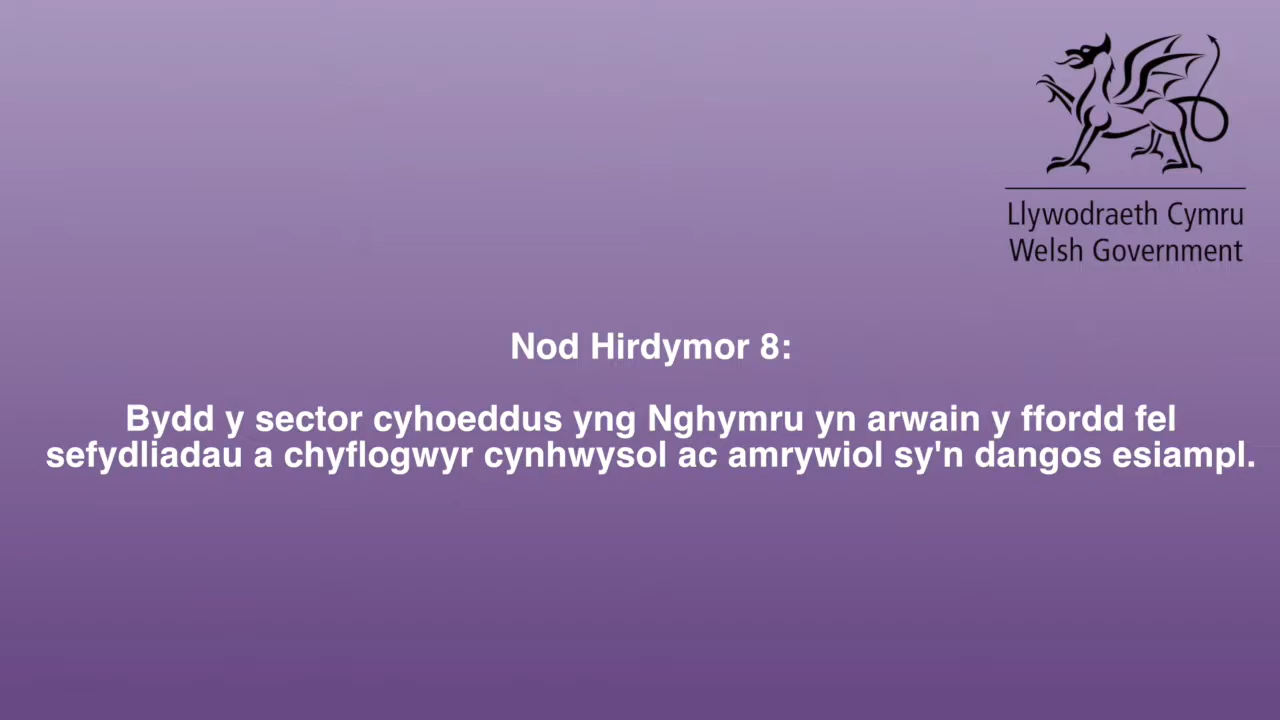 Llywodraeth Cymru
Welsh Government
Nod Hirdymor 8:
Bydd y sector cyhoeddus yng Nghymru yn arwain y ffordd fel
sefydliadau a chyflogwyr cynhwysol ac amrywiol sy'n dangos esiampl.